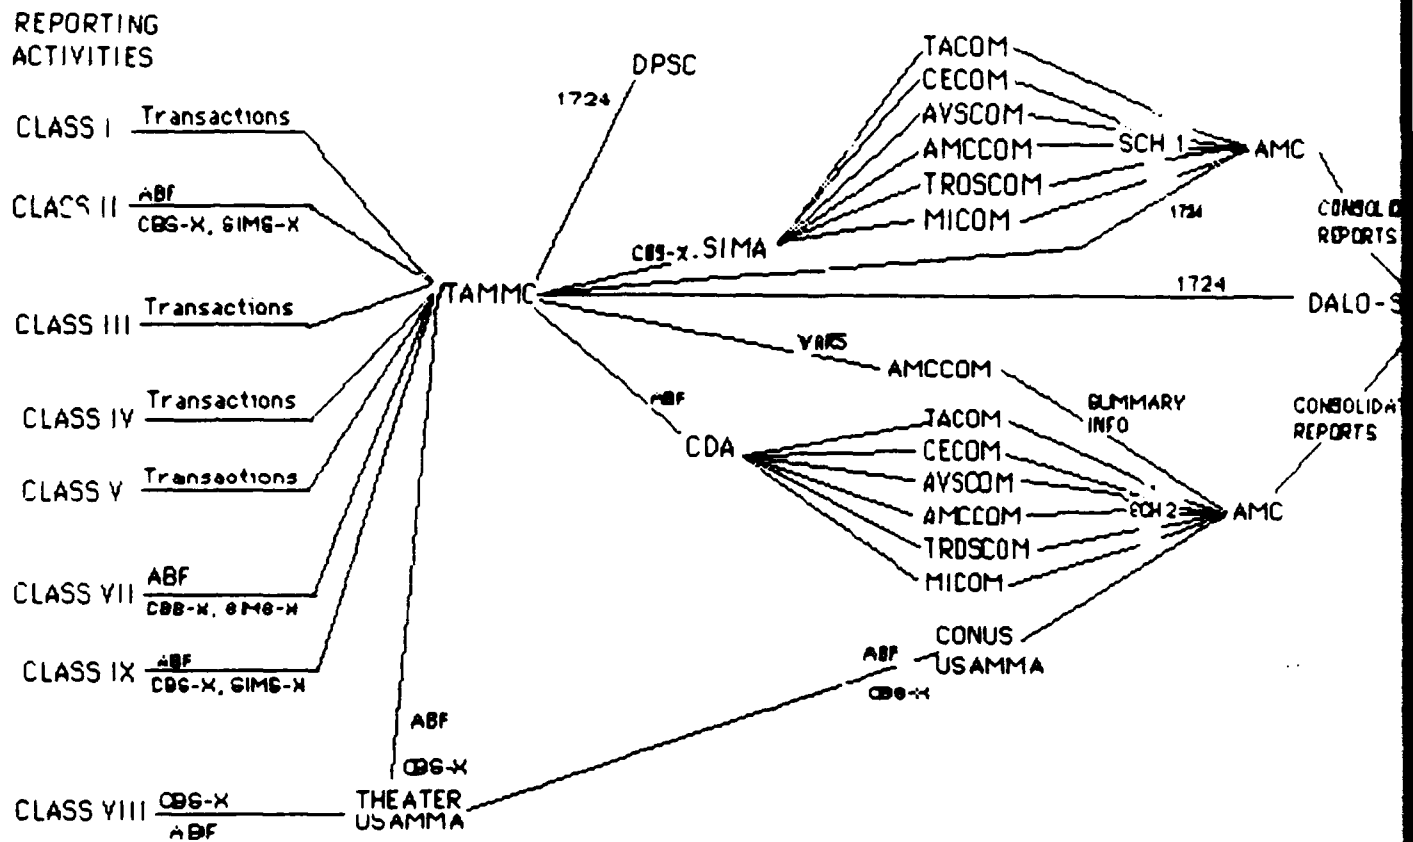 REPORTING
ACTIVITIES
CLASS I
Transactions
CLASS II
ABF
CBS-X, SIMS-X
CLASS III
Transactions
CLASS IV
Transactions
CLASS V
Transactions
CLASS VII
ABF
CBS-X, SIMS-X
CLASS IX
ABF
CBS-X, SIMS-X
CLASS VIII
CBS-X
ABF
THEATER
USAMMA
ABF
CBS-X
TAMMC
DPSC
1724
CBS-X
SIMA
TACOM
CECOM
AVSCOM
AMCCOM
TROSCOM
MICOM
SCH 1
AMC
1724
CONSOLID
REPORTS
1724
DALO-S
AMCCOM
SUMMARY
INFO
ABF
CDA
TACOM
CECOM
AVSCOM
AMCCOM
TROSCOM
MICOM
SCH 2
AMC
CONSOLIDAT
REPORTS
CONUS
USAMMA
ABF
CBS-X